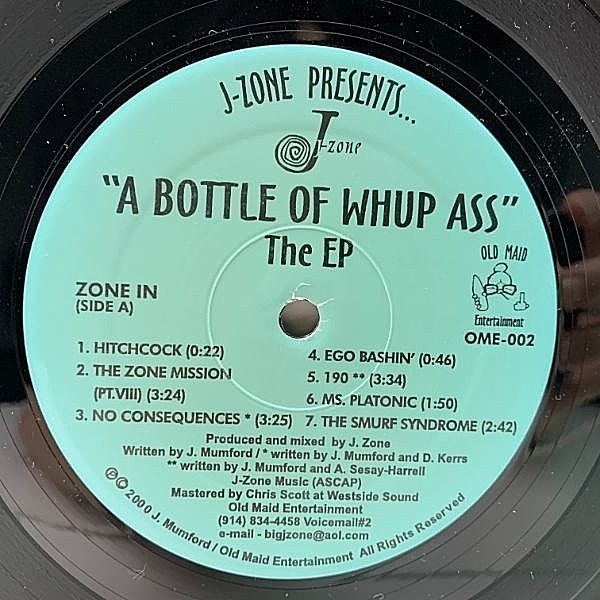 J-ZONE PRESENTS...
J-ZONE
"A BOTTLE OF WHUP ASS"
The EP
OLD MAID
Entertainment
OME-002
ZONE IN
(SIDE A)
1. HITCHCOCK (0:22)
2. THE ZONE MISSION
(PT.VIII) (3:24)
3. NO CONSEQUENCES * (3:25)
4. EGO BASHIN' (0:46)
5. 190 ** (3:34)
6. MS. PLATONIC (1:50)
7. THE SMURF SYNDROME (2:42)
Produced and mixed by J. Zone
Written by J. Mumford / * written by J. Mumford and D. Kerrs
** written by J. Mumford and A. Sesay-Harrell
J-Zone Music (ASCAP)
Mastered by Chris Scott at Westside Sound
Old Maid Entertainment
(914) 834-4458 Voicemail#2
e-mail - bigjzone@aol.com
℗© 2000 J. Mumford / Old Maid Entertainment All Rights Reserved